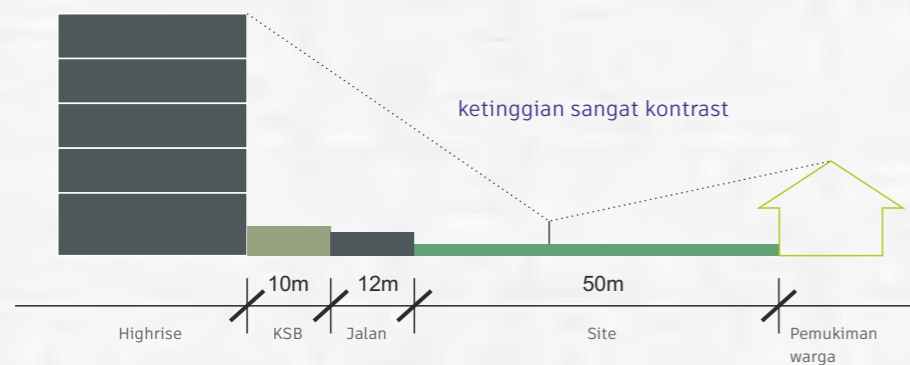 ketinggian sangat kontrast
10m
12m
50m
Highrise
KSB
Jalan
Site
Pemukiman
warga